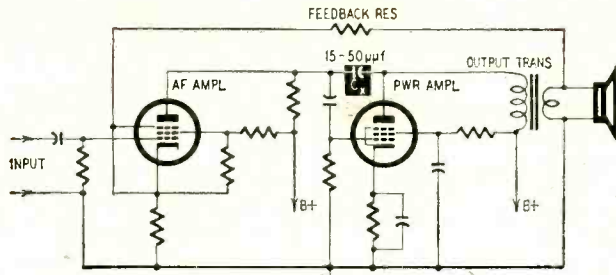 FEEDBACK RES
15-50μμf
OUTPUT TRANS
AF AMPL
PWR AMPL
INPUT
B+
B+